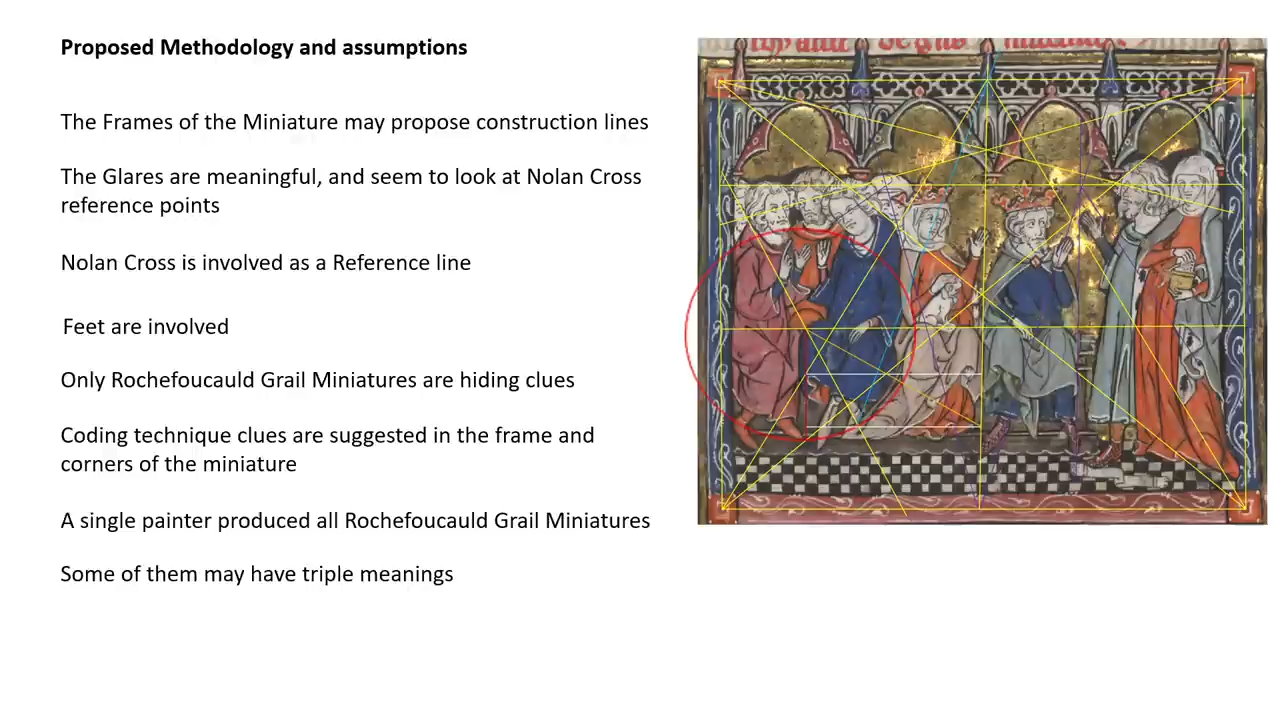 Proposed Methodology and assumptions
The Frames of the Miniature may propose construction lines
The Glares are meaningful, and seem to look at Nolan Cross
reference points
Nolan Cross is involved as a Reference line
Feet are involved
Only Rochefoucauld Grail Miniatures are hiding clues
Coding technique clues are suggested in the frame and
corners of the miniature
A single painter produced all Rochefoucauld Grail Miniatures
Some of them may have triple meanings